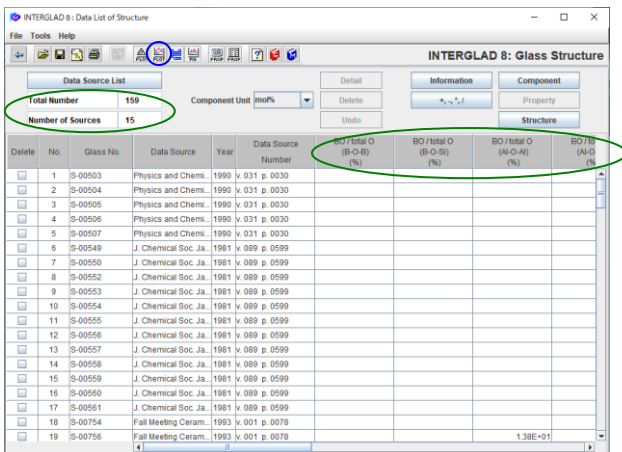 INTERGLAD 8 : Data List of Structure
File Tools Help
INTERGLAD 8: Glass Structure
Data Source List Detail Information Component
Total Number 159 Component Unit mol% Delete +, -, *, / Property
Number of Sources 15 Undo Structure
Delete No. Glass No. Data Source Year Data Source Number BO / total O (B-O-B) (%) BO / total O (B-O-Si) (%) BO / total O (Al-O-Al) (%)
1 S-00503 Physics and Chemi... 1990 v. 031 p. 0030
2 S-00504 Physics and Chemi... 1990 v. 031 p. 0030
3 S-00505 Physics and Chemi... 1990 v. 031 p. 0030
4 S-00506 Physics and Chemi... 1990 v. 031 p. 0030
5 S-00507 Physics and Chemi... 1990 v. 031 p. 0030
6 S-00549 J. Chemical Soc. Ja... 1981 v. 089 p. 0599
7 S-00550 J. Chemical Soc. Ja... 1981 v. 089 p. 0599
8 S-00552 J. Chemical Soc. Ja... 1981 v. 089 p. 0599
9 S-00553 J. Chemical Soc. Ja... 1981 v. 089 p. 0599
10 S-00554 J. Chemical Soc. Ja... 1981 v. 089 p. 0599
11 S-00555 J. Chemical Soc. Ja... 1981 v. 089 p. 0599
12 S-00556 J. Chemical Soc. Ja... 1981 v. 089 p. 0599
13 S-00557 J. Chemical Soc. Ja... 1981 v. 089 p. 0599
14 S-00558 J. Chemical Soc. Ja... 1981 v. 089 p. 0599
15 S-00559 J. Chemical Soc. Ja... 1981 v. 089 p. 0599
16 S-00560 J. Chemical Soc. Ja... 1981 v. 089 p. 0599
17 S-00561 J. Chemical Soc. Ja... 1981 v. 089 p. 0599
18 S-00754 Fall Meeting Ceram... 1993 v. 001 p. 0078
19 S-00756 Fall Meeting Ceram... 1993 v. 001 p. 0078 1.38E+01